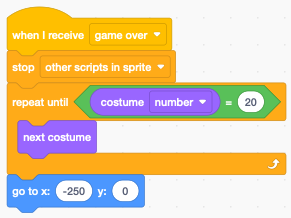 when I receive game over
stop other scripts in sprite
repeat until costume number = 20
next costume
go to x: -250 y: 0